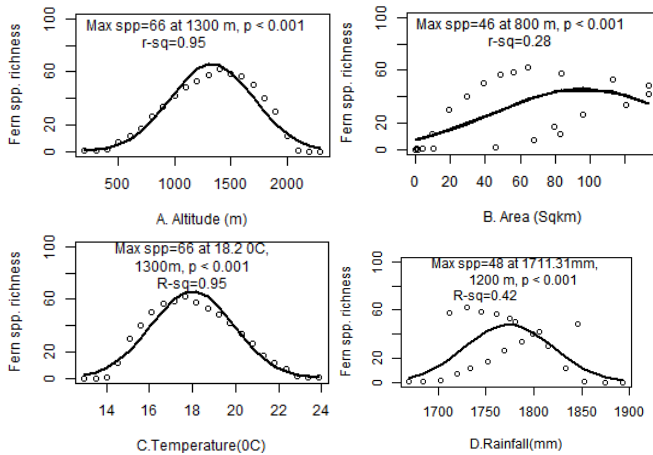 Max spp=66 at 1300 m, p < 0.001
r-sq=0.95
Fern spp. richness
0 20 60 100
500 1000 1500 2000
A. Altitude (m)
Max spp=46 at 800 m, p < 0.001
r-sq=0.28
Fern spp. richness
0 20 60 100
0 20 40 60 80
B. Area (Sqkm)
Max spp=66 at 18.2 0C,
1300m, p < 0.001
R-sq=0.95
Fern spp. richness
0 20 60 100
14 16 18 20 22 24
C.Temperature(0C)
Max spp=48 at 1711.31mm,
1200 m, p < 0.001
R-sq=0.42
Fern spp. richness
0 20 60 100
1700 1750 1800 1850 1900
D.Rainfall(mm)